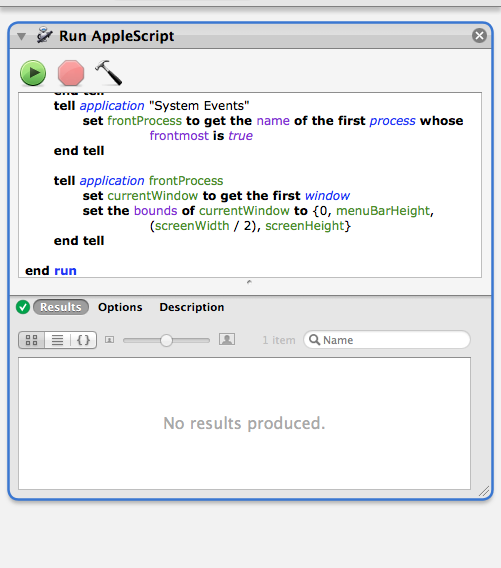 Run AppleScript
end tell
tell application "System Events"
set frontProcess to get the name of the first process whose
frontmost is true
end tell
tell application frontProcess
set currentWindow to get the first window
set the bounds of currentWindow to {0, menuBarHeight,
(screenWidth / 2), screenHeight}
end tell
end run
Results Options Description
1 item Name
No results produced.